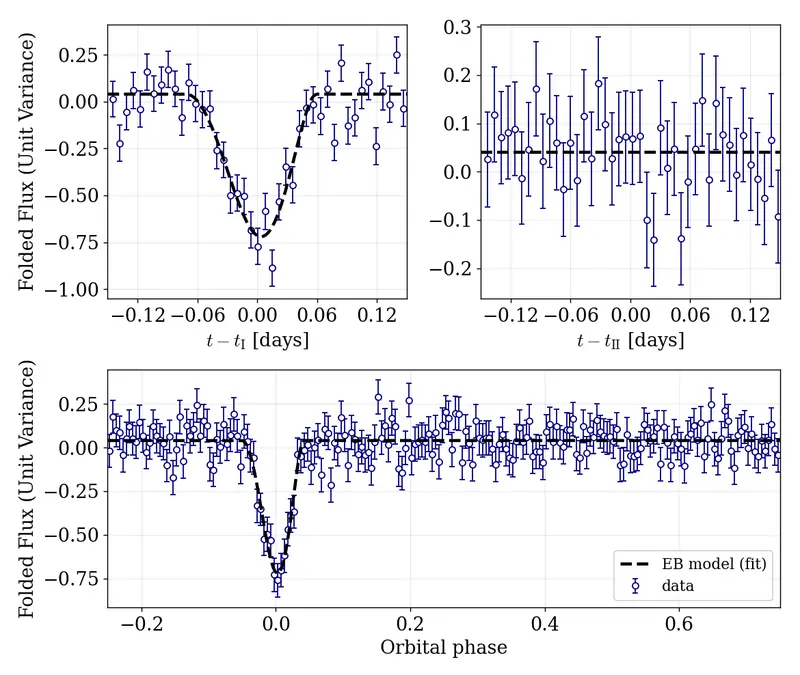 0.25
0.00
−0.25
−0.50
−0.75
−1.00
Folded Flux (Unit Variance)
−0.12 −0.06 0.00 0.06 0.12
t − tI [days]
0.3
0.2
0.1
0.0
−0.1
−0.2
−0.12 −0.06 0.00 0.06 0.12
t − tII [days]
0.25
0.00
−0.25
−0.50
−0.75
Folded Flux (Unit Variance)
EB model (fit)
data
−0.2 0.0 0.2 0.4 0.6
Orbital phase